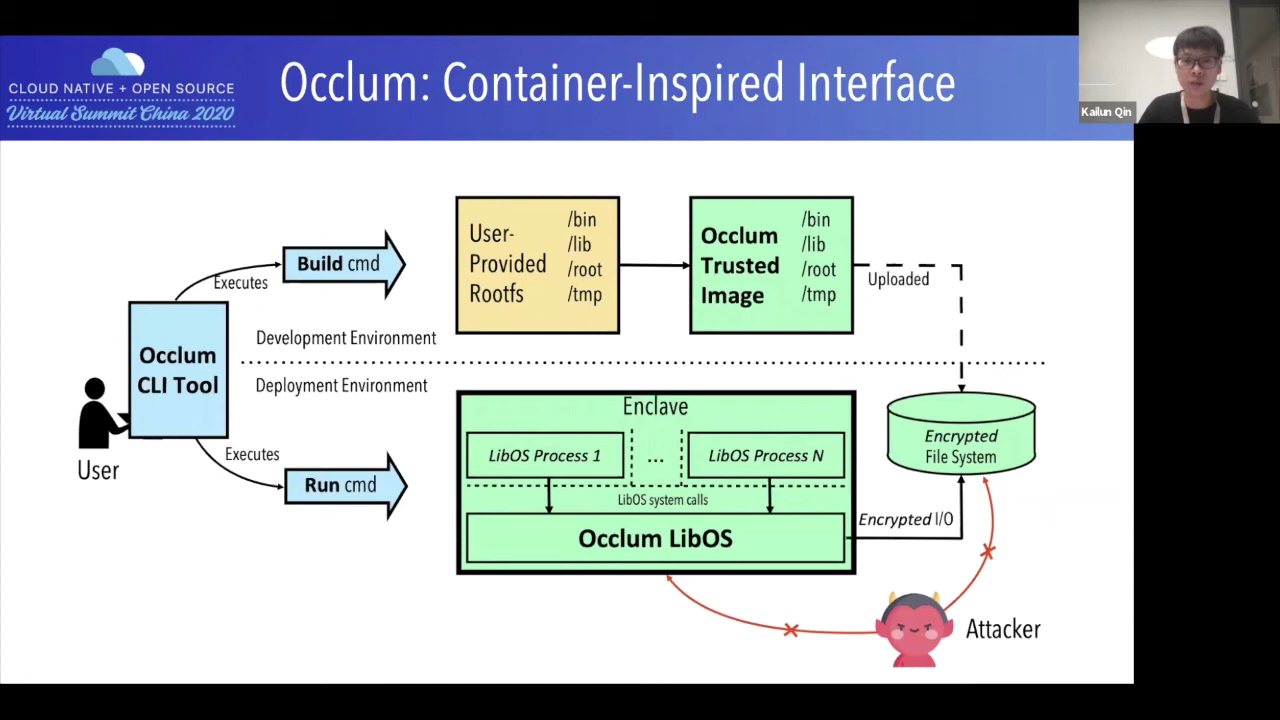 CLOUD NATIVE + OPEN SOURCE
Virtual Summit China 2020
Occlum: Container-Inspired Interface
Kailun Qin
User-
Provided
Rootfs
/bin
/lib
/root
/tmp
Occlum
Trusted
Image
/bin
/lib
/root
/tmp
Build cmd
Executes
Uploaded
Development Environment
Occlum
CLI Tool
Deployment Environment
User
Executes
Run cmd
Enclave
LibOS Process 1
...
LibOS Process N
LibOS system calls
Occlum LibOS
Encrypted
File System
Encrypted I/O
Attacker